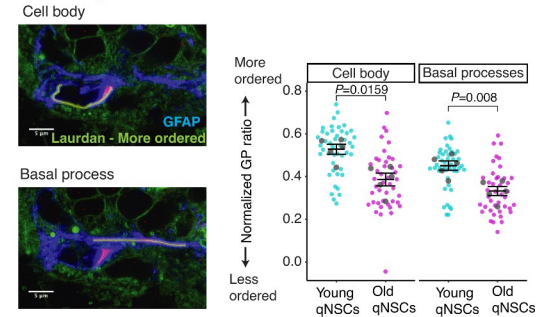 Cell body
GFAP
Laurdan - More ordered
5 µm
Basal process
5 µm
More
ordered
Normalized GP ratio
Less
ordered
Cell body
Basal processes
P=0.0159
P=0.008
0.8
0.6
0.4
0.2
0.0
Young
qNSCs
Old
qNSCs
Young
qNSCs
Old
qNSCs